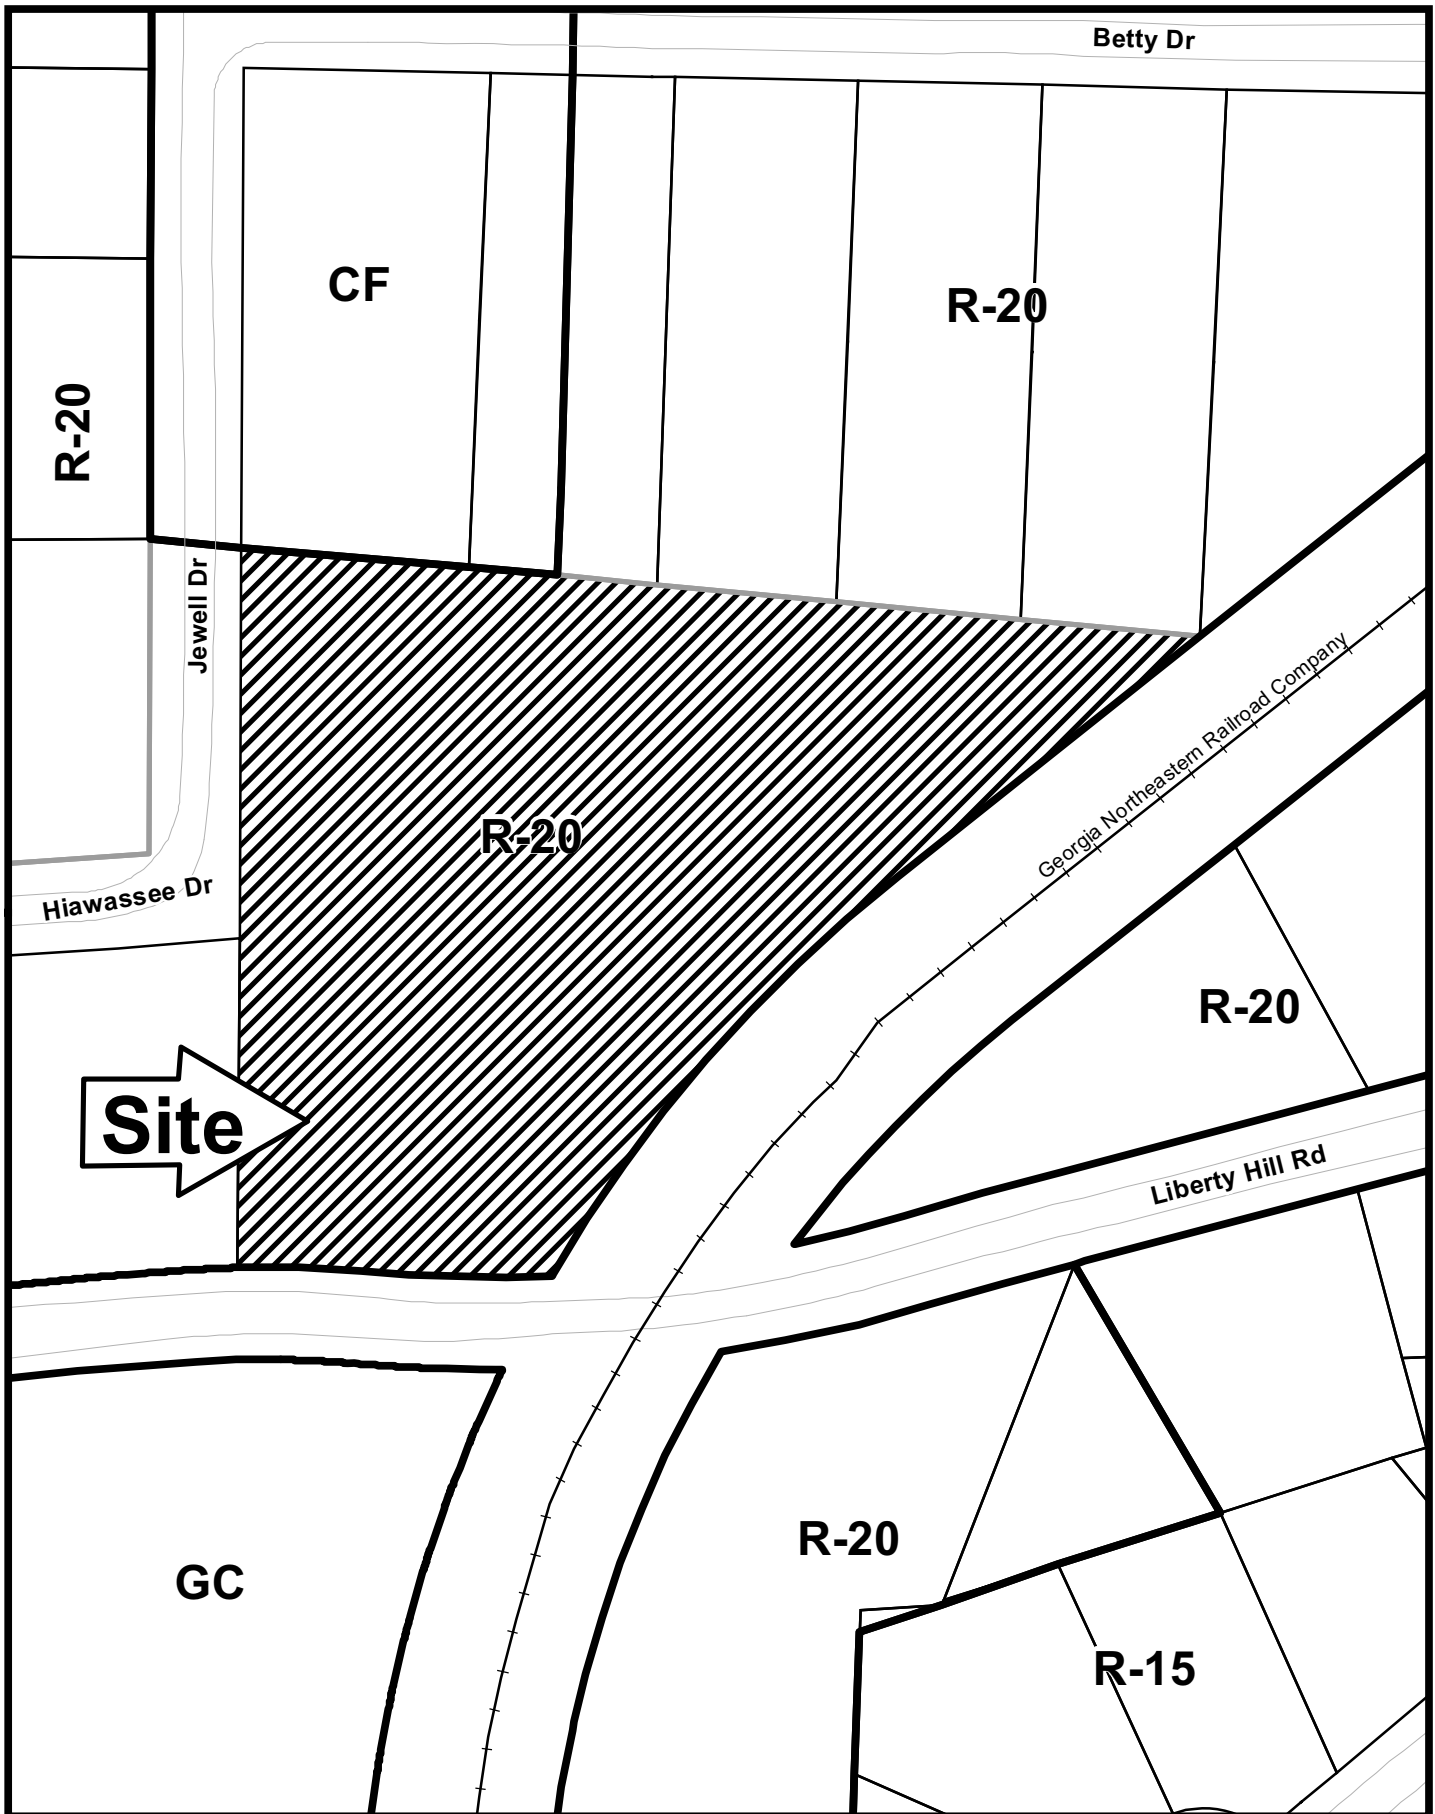 Betty Dr
CF
R-20
R-20
Jewell Dr
Georgia Northeastern Railroad Company
R-20
Hiawassee Dr
R-20
Site
Liberty Hill Rd
R-20
GC
R-15